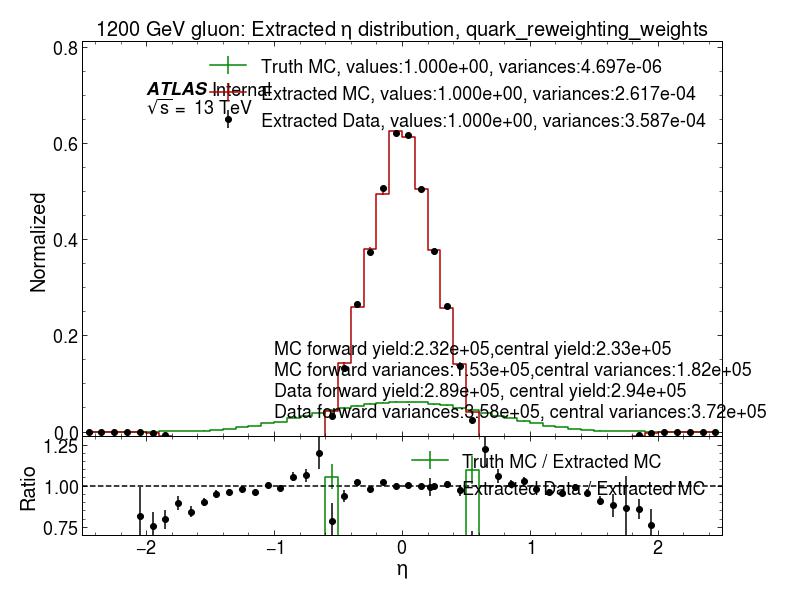 1200 GeV gluon: Extracted η distribution, quark_reweighting_weights
0.8
Truth MC, values:1.000e+00, variances:4.697e-06
ATLAS Internal
Extracted MC, values:1.000e+00, variances:2.617e-04
√s = 13 TeV
Extracted Data, values:1.000e+00, variances:3.587e-04
0.6
Normalized
0.4
0.2
MC forward yield:2.32e+05,central yield:2.33e+05
MC forward variances:1.53e+05,central variances:1.82e+05
Data forward yield:2.89e+05, central yield:2.94e+05
Data forward variances:3.58e+05, central variances:3.72e+05
0.0
1.25
Truth MC / Extracted MC
Ratio
1.00
Extracted Data / Extracted MC
0.75
−2 −1 0 1 2
η